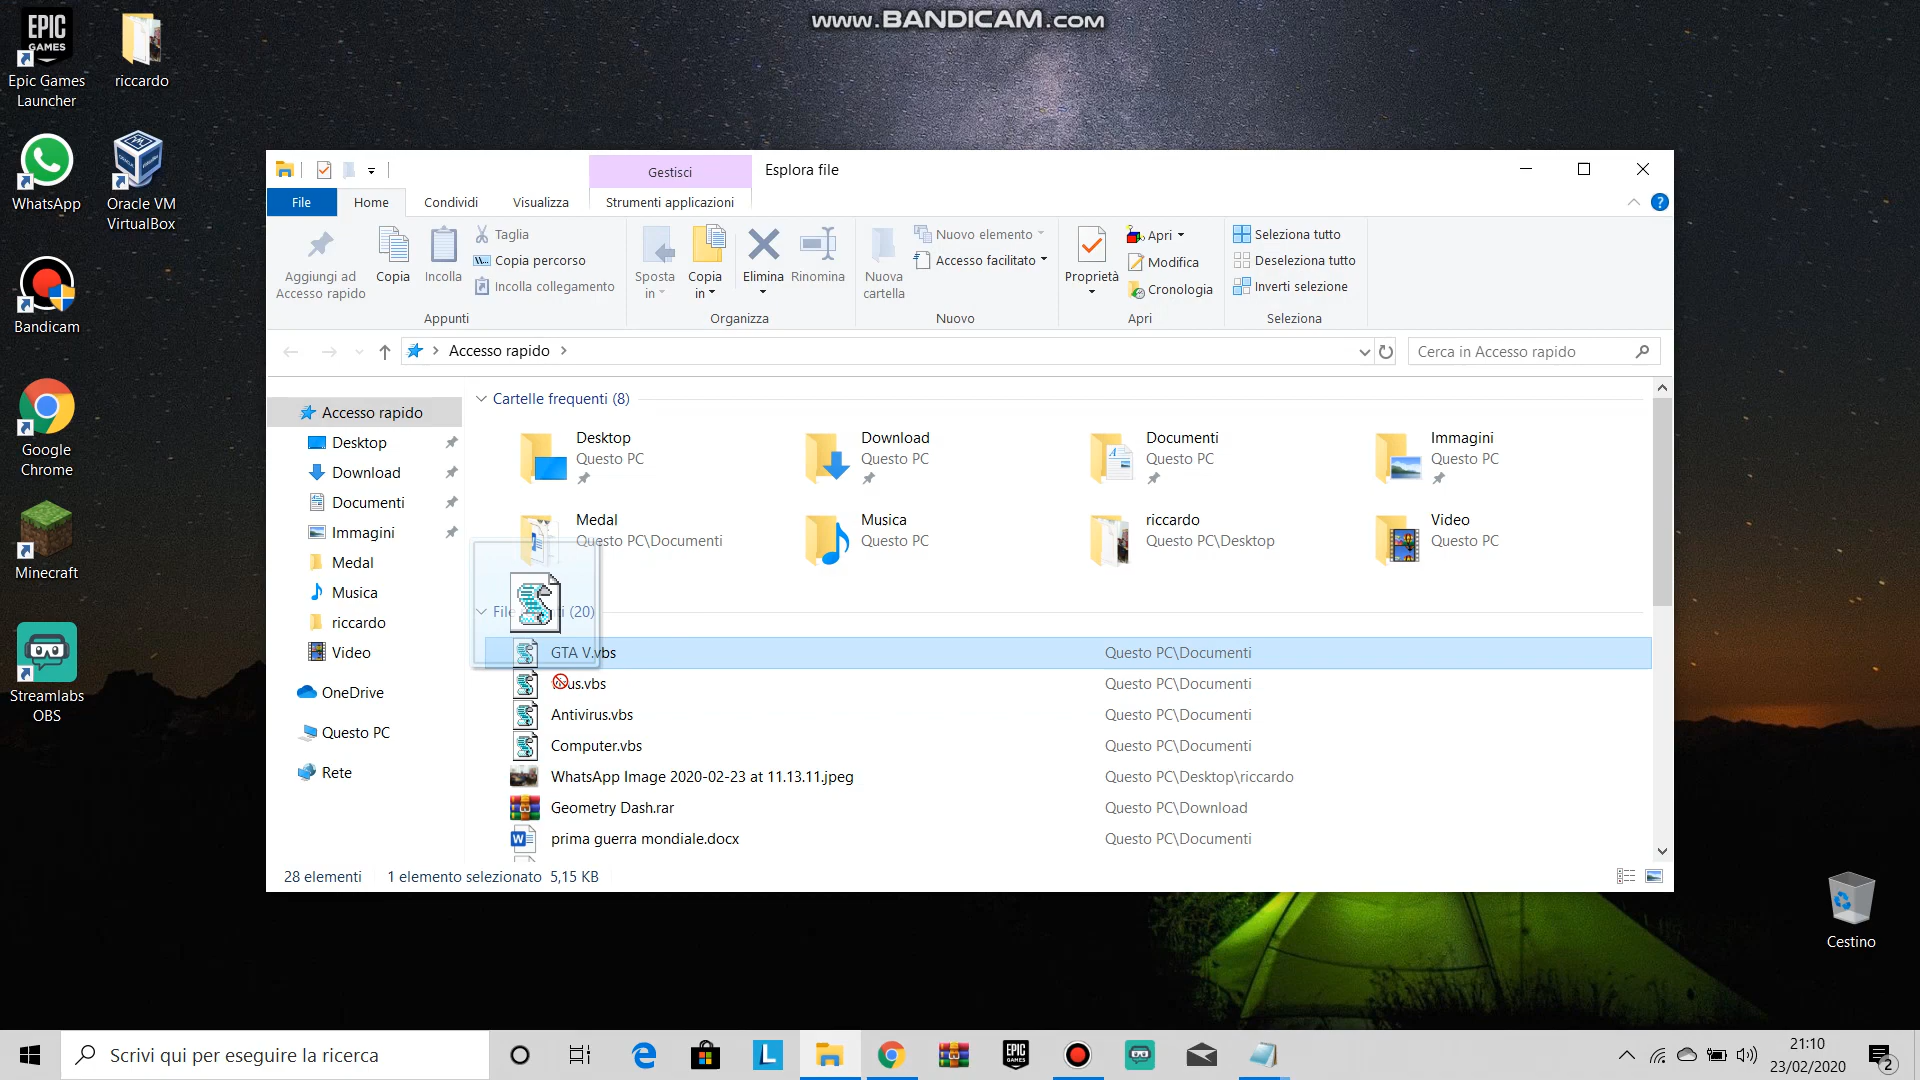 www.BANDICAM.com
EPIC
GAMES
Epic Games
Launcher
riccardo
WhatsApp
Oracle VM
VirtualBox
Bandicam
Google
Chrome
Minecraft
Streamlabs
OBS
Gestisci
Esplora file
File
Home
Condividi
Visualizza
Strumenti applicazioni
Aggiungi ad
Accesso rapido
Copia
Incolla
Taglia
Copia percorso
Incolla collegamento
Appunti
Sposta
in
Copia
in
Elimina
Rinomina
Organizza
Nuova
cartella
Nuovo elemento
Accesso facilitato
Nuovo
Proprietà
Apri
Modifica
Cronologia
Apri
Seleziona tutto
Deseleziona tutto
Inverti selezione
Seleziona
Accesso rapido
Cerca in Accesso rapido
Accesso rapido
Desktop
Download
Documenti
Immagini
Medal
Musica
riccardo
Video
OneDrive
Questo PC
Rete
Cartelle frequenti (8)
Desktop
Questo PC
Download
Questo PC
Documenti
Questo PC
Immagini
Questo PC
Medal
Questo PC\Documenti
Musica
Questo PC
riccardo
Questo PC\Desktop
Video
Questo PC
File (20)
GTA V.vbs Questo PC\Documenti
us.vbs Questo PC\Documenti
Antivirus.vbs Questo PC\Documenti
Computer.vbs Questo PC\Documenti
WhatsApp Image 2020-02-23 at 11.13.11.jpeg Questo PC\Desktop\riccardo
Geometry Dash.rar Questo PC\Download
prima guerra mondiale.docx Questo PC\Documenti
28 elementi 1 elemento selezionato 5,15 KB
Cestino
Scrivi qui per eseguire la ricerca
L
EPIC
21:10
23/02/2020
2